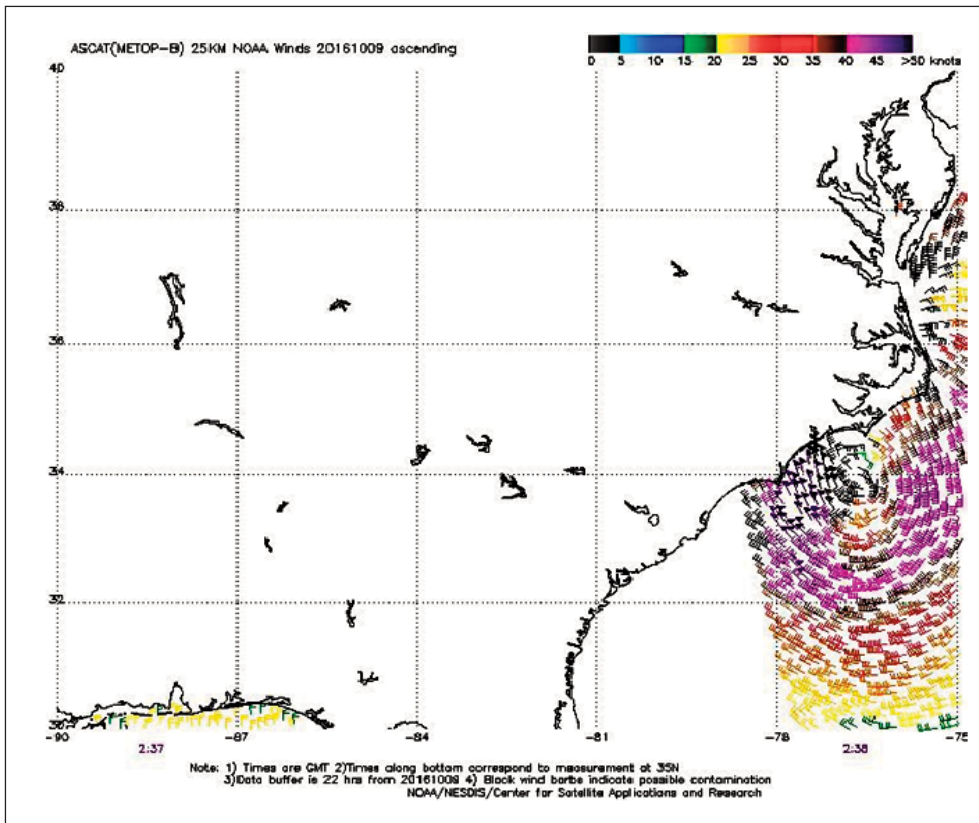 ASCAT(METOP-B) 25KM NOAA Winds 20161009 ascending
0 5 10 15 20 25 30 35 40 45 >50 knots
40
38
36
34
32
30
-90 -87 -84 -81 -78 -75
2:37 2:38
Note: 1) Times are GMT 2)Times along bottom correspond to measurement at 35N
3)Data buffer is 22 hrs from 20161009 4) Black wind barbs indicate possible contamination
NOAA/NESDIS/Center for Satellite Applications and Research